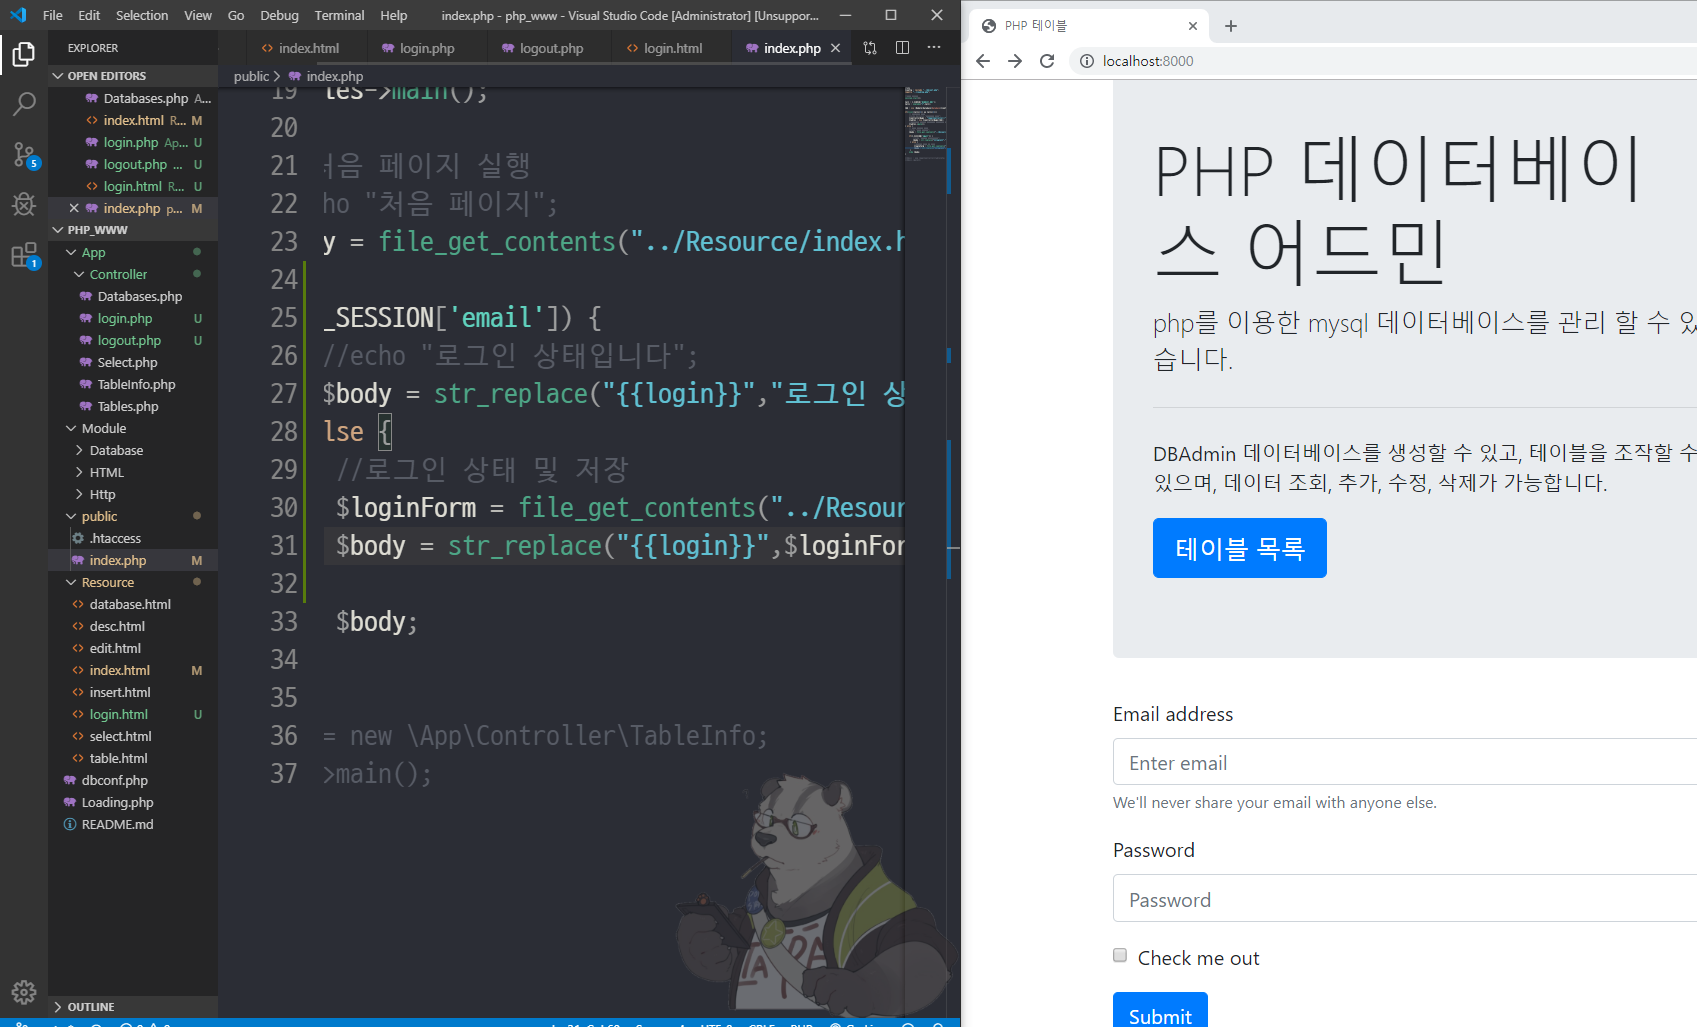 File Edit Selection View Go Debug Terminal Help index.php - php_www - Visual Studio Code [Administrator] [Unsuppor...
EXPLORER
OPEN EDITORS
Databases.php A...
index.html R... M
login.php Ap... U
logout.php ... U
login.html R... U
index.php p... M
PHP_WWW
App
Controller
Databases.php
login.php U
logout.php U
Select.php
TableInfo.php
Tables.php
Module
Database
HTML
Http
public
.htaccess
index.php M
Resource
database.html
desc.html
edit.html
index.html M
insert.html
login.html U
select.html
table.html
dbconf.php
Loading.php
README.md
OUTLINE
5
1
index.html login.php logout.php login.html index.php
public > index.php
19 les->main();
20
21 처음 페이지 실행
22 ho "처음 페이지";
23 y = file_get_contents("../Resource/index.h
24
25 _SESSION['email']) {
26 //echo "로그인 상태입니다";
27 $body = str_replace("{{login}}","로그인 상
28 lse {
29 //로그인 상태 및 저장
30 $loginForm = file_get_contents("../Resour
31 $body = str_replace("{{login}}",$loginFor
32
33 $body;
34
35
36 = new \App\Controller\TableInfo;
37 >main();
PHP 테이블
localhost:8000
PHP 데이터베이
스 어드민
php를 이용한 mysql 데이터베이스를 관리 할 수 있
습니다.
DBAdmin 데이터베이스를 생성할 수 있고, 테이블을 조작할 수
있으며, 데이터 조회, 추가, 수정, 삭제가 가능합니다.
테이블 목록
Email address
Enter email
We'll never share your email with anyone else.
Password
Password
Check me out
Submit